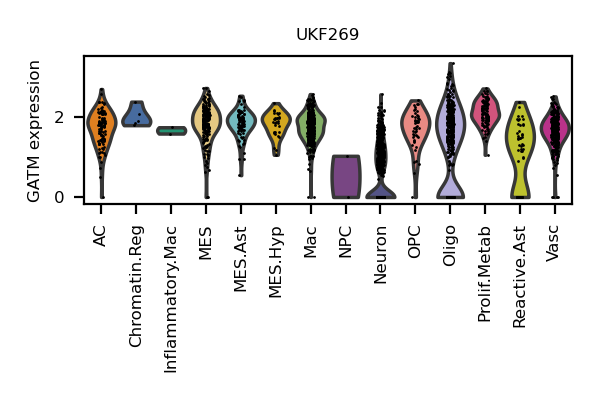 UKF269
GATM expression
2
0
AC
Chromatin.Reg
Inflammatory.Mac
MES
MES.Ast
MES.Hyp
Mac
NPC
Neuron
OPC
Oligo
Prolif.Metab
Reactive.Ast
Vasc